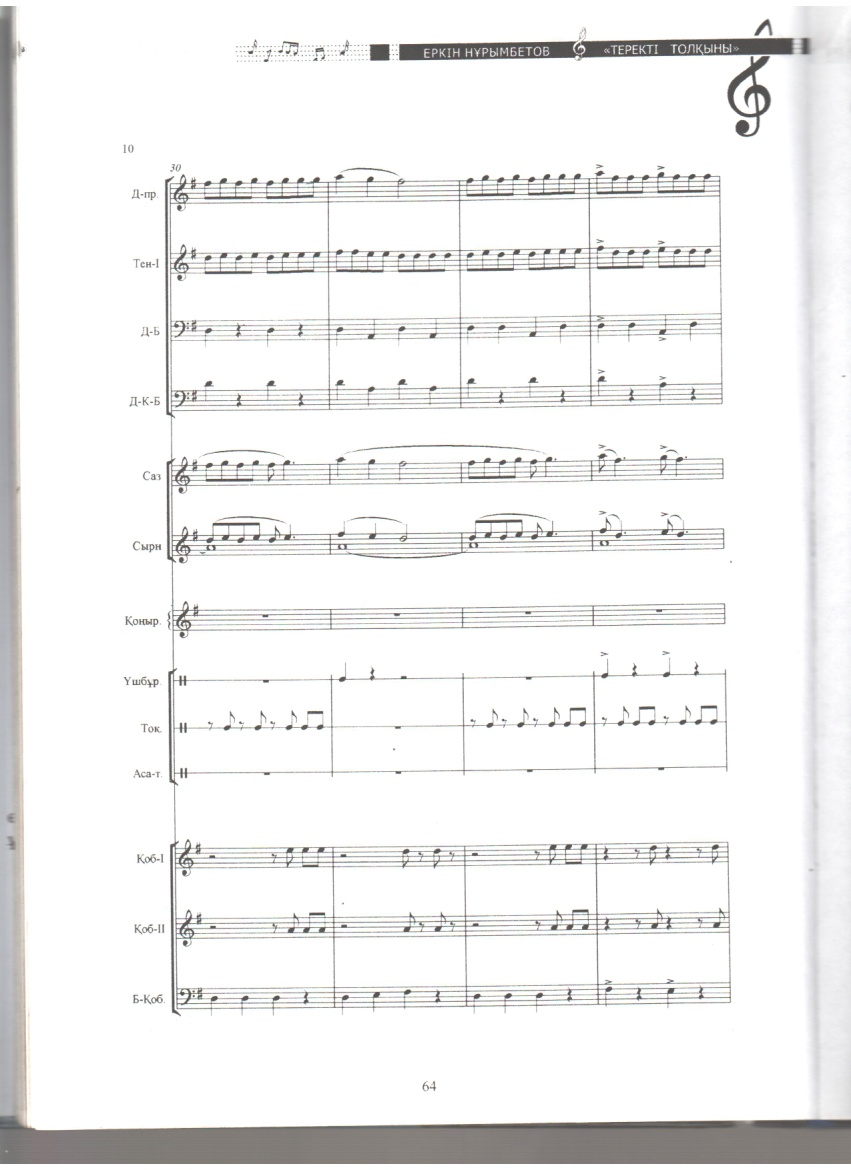 ЕРКІН НҰРЫМБЕТОВ «ТЕРЕКТІ ТОЛҚЫНЫ»
10
30
Д-пр.
Тен-I
Д-Б
Д-К-Б
Саз
Сырн
Қоңыр.
Үшбұр.
Ток.
Аса-т.
Қоб-I
Қоб-II
Б-Қоб.
64